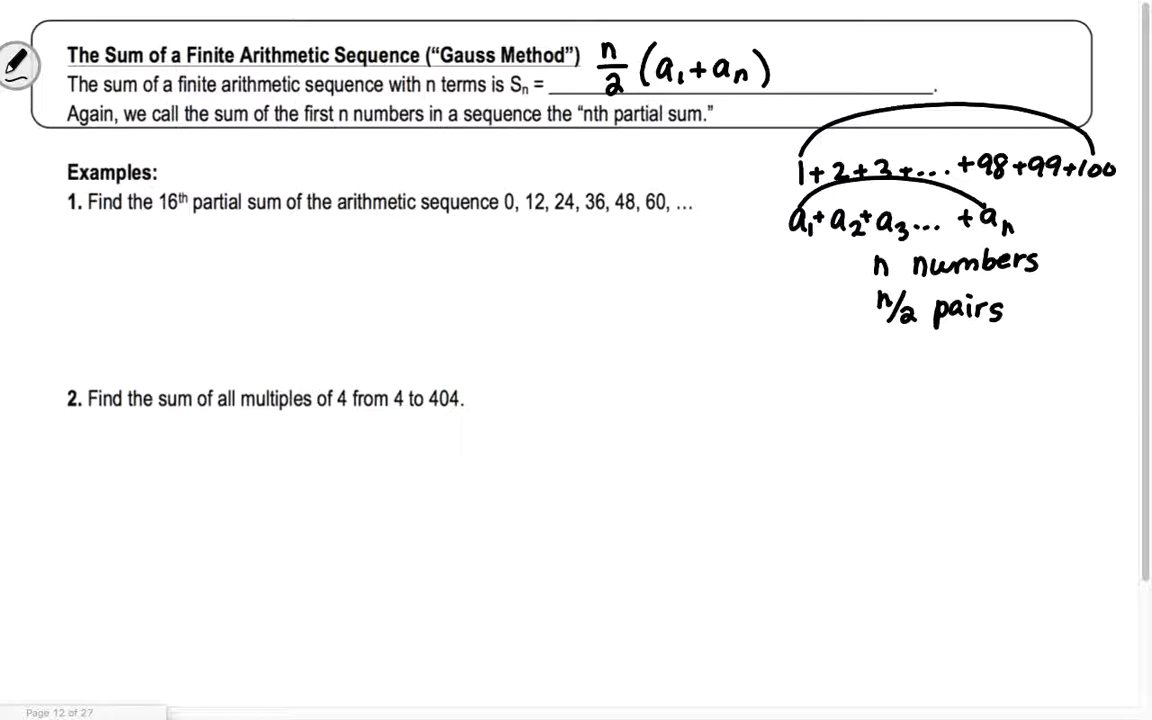 The Sum of a Finite Arithmetic Sequence (“Gauss Method”)
The sum of a finite arithmetic sequence with n terms is Sₙ = n/2 (a₁+aₙ).
Again, we call the sum of the first n numbers in a sequence the “nth partial sum.”
1+2+3+...+98+99+100
Examples:
1. Find the 16th partial sum of the arithmetic sequence 0, 12, 24, 36, 48, 60, …
a₁+a₂+a₃... +aₙ
n numbers
n/2 pairs
2. Find the sum of all multiples of 4 from 4 to 404.
Page 12 of 27